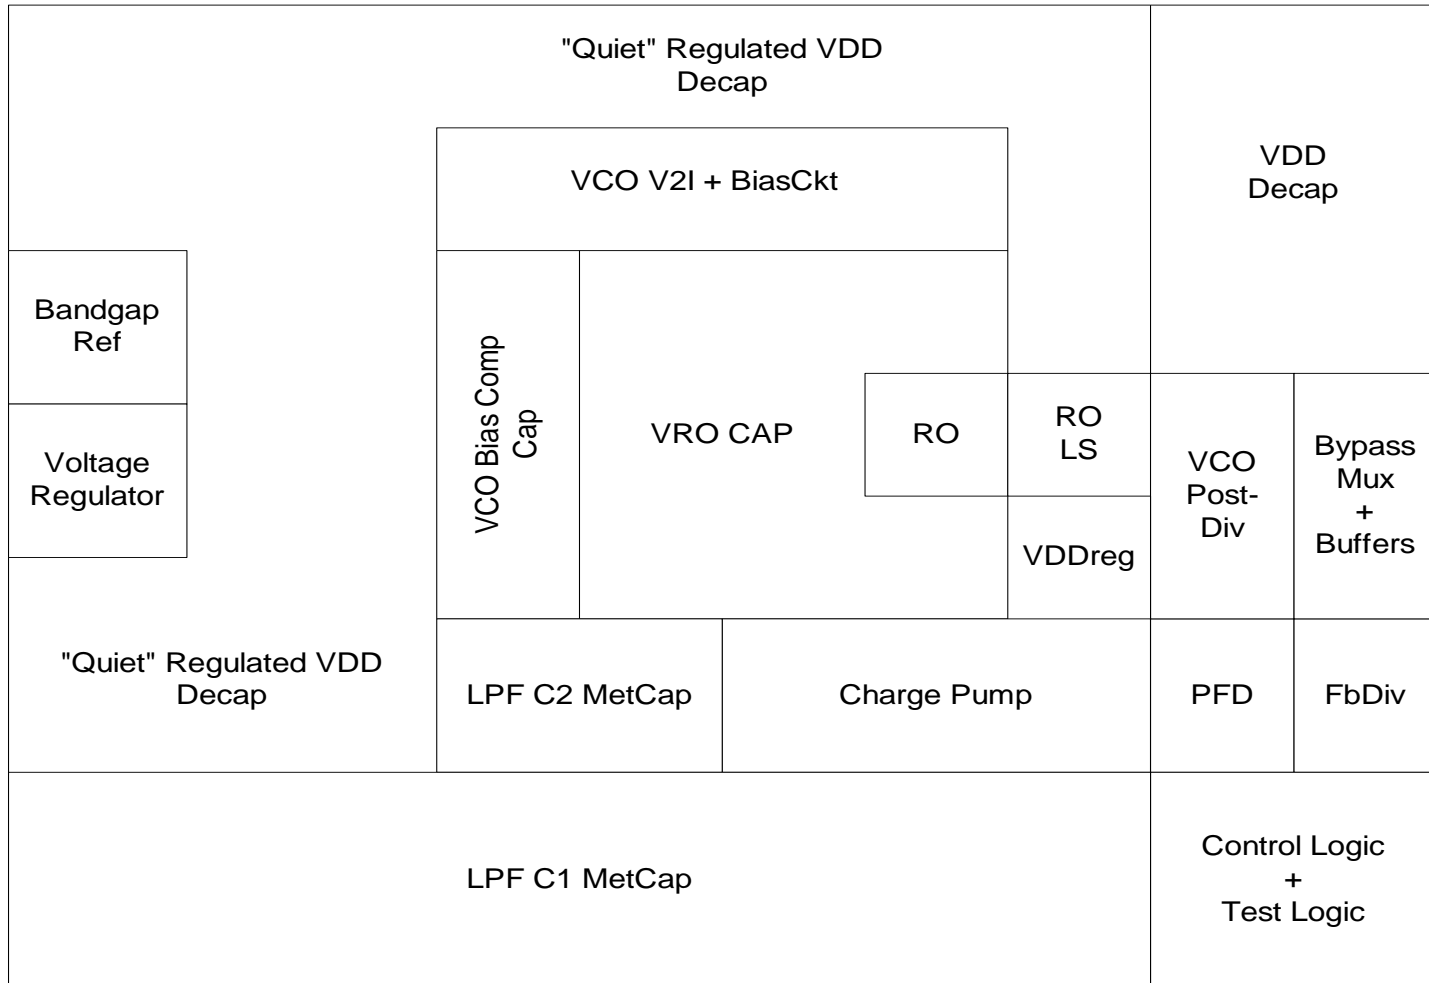 "Quiet" Regulated VDD
Decap
VDD
Decap
VCO V2I + BiasCkt
Bandgap
Ref
Voltage
Regulator
VCO Bias Comp
Cap
VRO CAP
RO
RO
LS
VDDreg
VCO
Post-
Div
Bypass
Mux
+
Buffers
"Quiet" Regulated VDD
Decap
LPF C2 MetCap
Charge Pump
PFD
FbDiv
LPF C1 MetCap
Control Logic
+
Test Logic